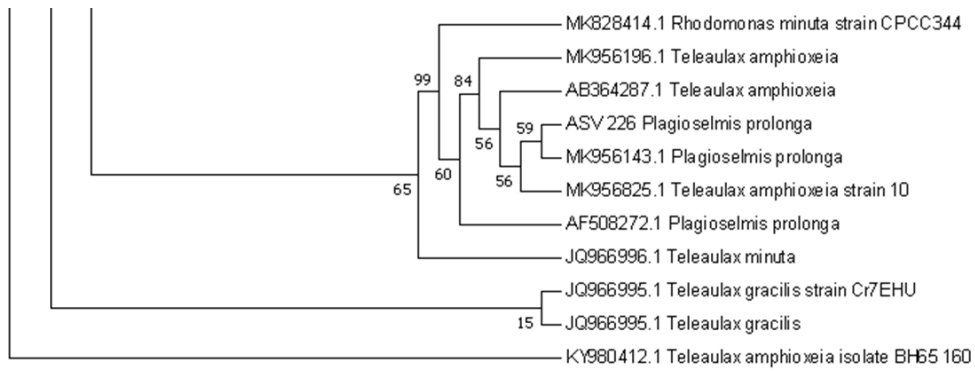 MK828414.1 Rhodomonas minuta strain CPCC344
MK956196.1 Teleaulax amphioxeia
99
84
AB364287.1 Teleaulax amphioxeia
ASV 226 Plagioselmis prolonga
59
56
MK956143.1 Plagioselmis prolonga
60
56
65
MK956825.1 Teleaulax amphioxeia strain 10
AF508272.1 Plagioselmis prolonga
JQ966996.1 Teleaulax minuta
JQ966995.1 Teleaulax gracilis strain Cr7EHU
15
JQ966995.1 Teleaulax gracilis
KY980412.1 Teleaulax amphioxeia isolate BH65 160